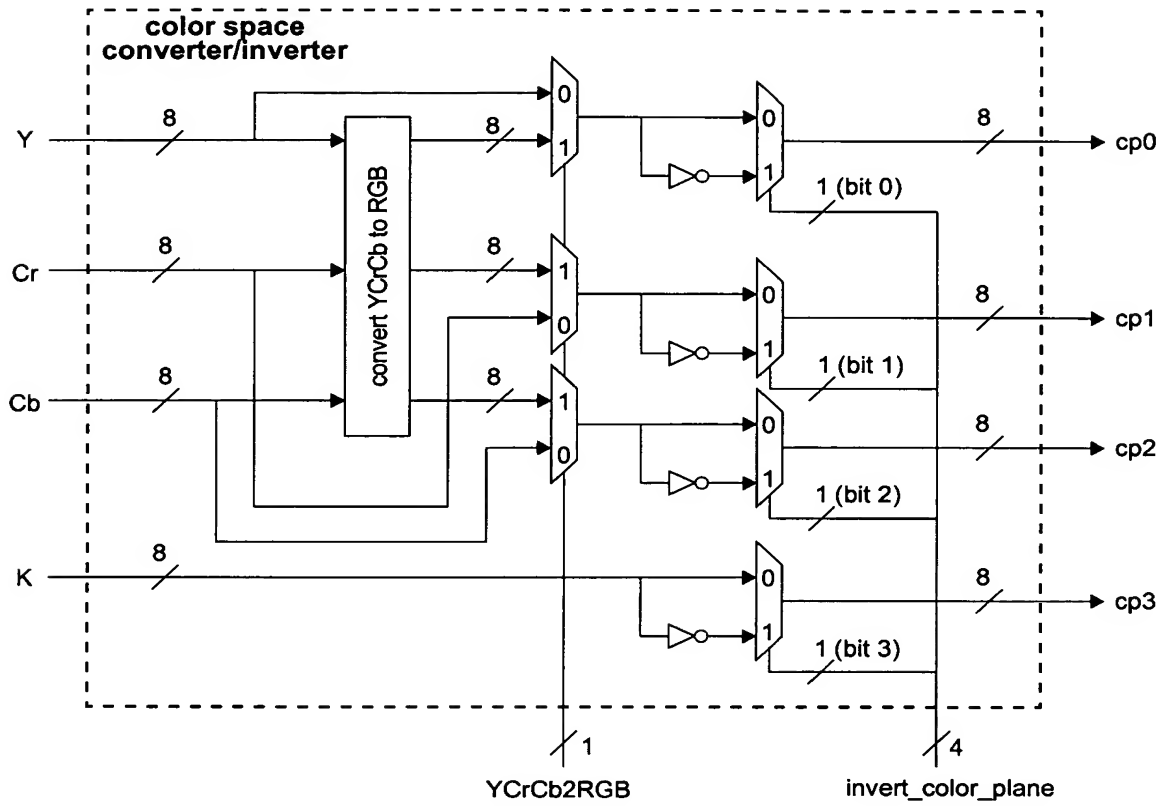 color space
converter/inverter
Y
8
0
8
1
0
1
8
cp0
1 (bit 0)
Cr
8
convert YCrCb to RGB
8
1
0
0
1
8
cp1
1 (bit 1)
Cb
8
8
1
0
0
1
8
cp2
1 (bit 2)
K
8
0
1
8
cp3
1 (bit 3)
1
4
YCrCb2RGB
invert_color_plane